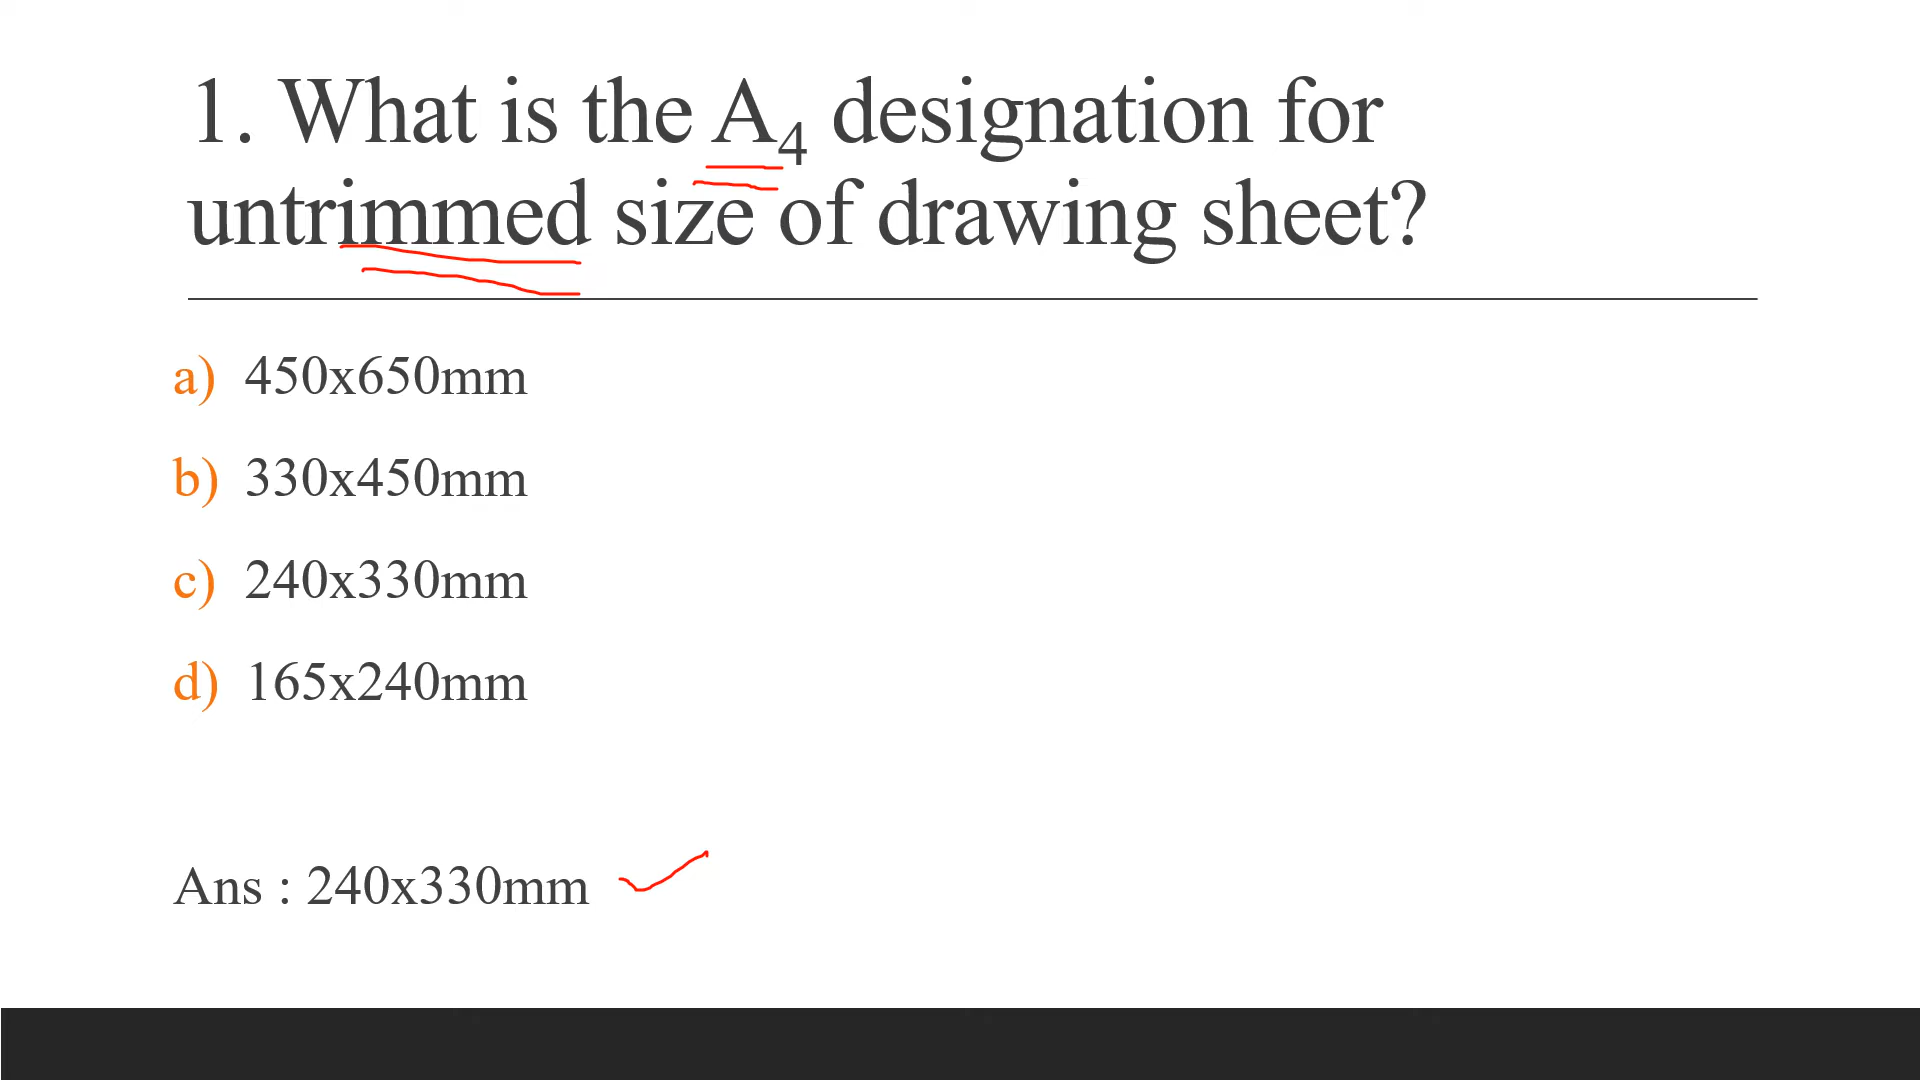 1. What is the A₄ designation for
untrimmed size of drawing sheet?
a) 450x650mm
b) 330x450mm
c) 240x330mm
d) 165x240mm
Ans : 240x330mm